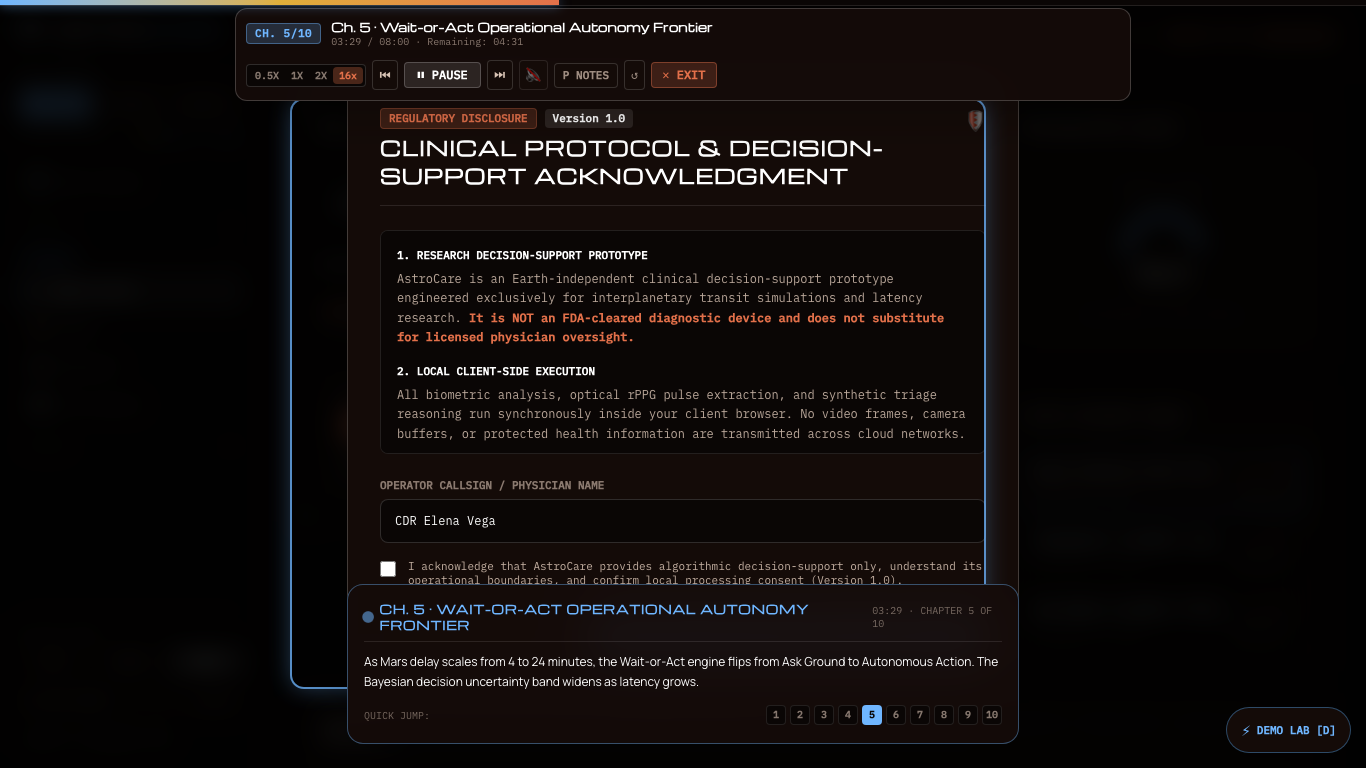 CH. 5/10
Ch. 5 · Wait-or-Act Operational Autonomy Frontier
03:29 / 08:00 · Remaining: 04:31
0.5X 1X 2X 16x
⏮ ⏸ PAUSE ⏭ P NOTES ↺ × EXIT
REGULATORY DISCLOSURE Version 1.0
CLINICAL PROTOCOL & DECISION-
SUPPORT ACKNOWLEDGMENT
1. RESEARCH DECISION-SUPPORT PROTOTYPE
AstroCare is an Earth-independent clinical decision-support prototype
engineered exclusively for interplanetary transit simulations and latency
research. It is NOT an FDA-cleared diagnostic device and does not substitute
for licensed physician oversight.
2. LOCAL CLIENT-SIDE EXECUTION
All biometric analysis, optical rPPG pulse extraction, and synthetic triage
reasoning run synchronously inside your client browser. No video frames, camera
buffers, or protected health information are transmitted across cloud networks.
OPERATOR CALLSIGN / PHYSICIAN NAME
CDR Elena Vega
I acknowledge that AstroCare provides algorithmic decision-support only, understand its
operational boundaries, and confirm local processing consent (Version 1.0).
CH. 5 · WAIT-OR-ACT OPERATIONAL AUTONOMY
FRONTIER
03:29 · CHAPTER 5 OF
10
As Mars delay scales from 4 to 24 minutes, the Wait-or-Act engine flips from Ask Ground to Autonomous Action. The
Bayesian decision uncertainty band widens as latency grows.
QUICK JUMP: 1 2 3 4 5 6 7 8 9 10
⚡ DEMO LAB [D]